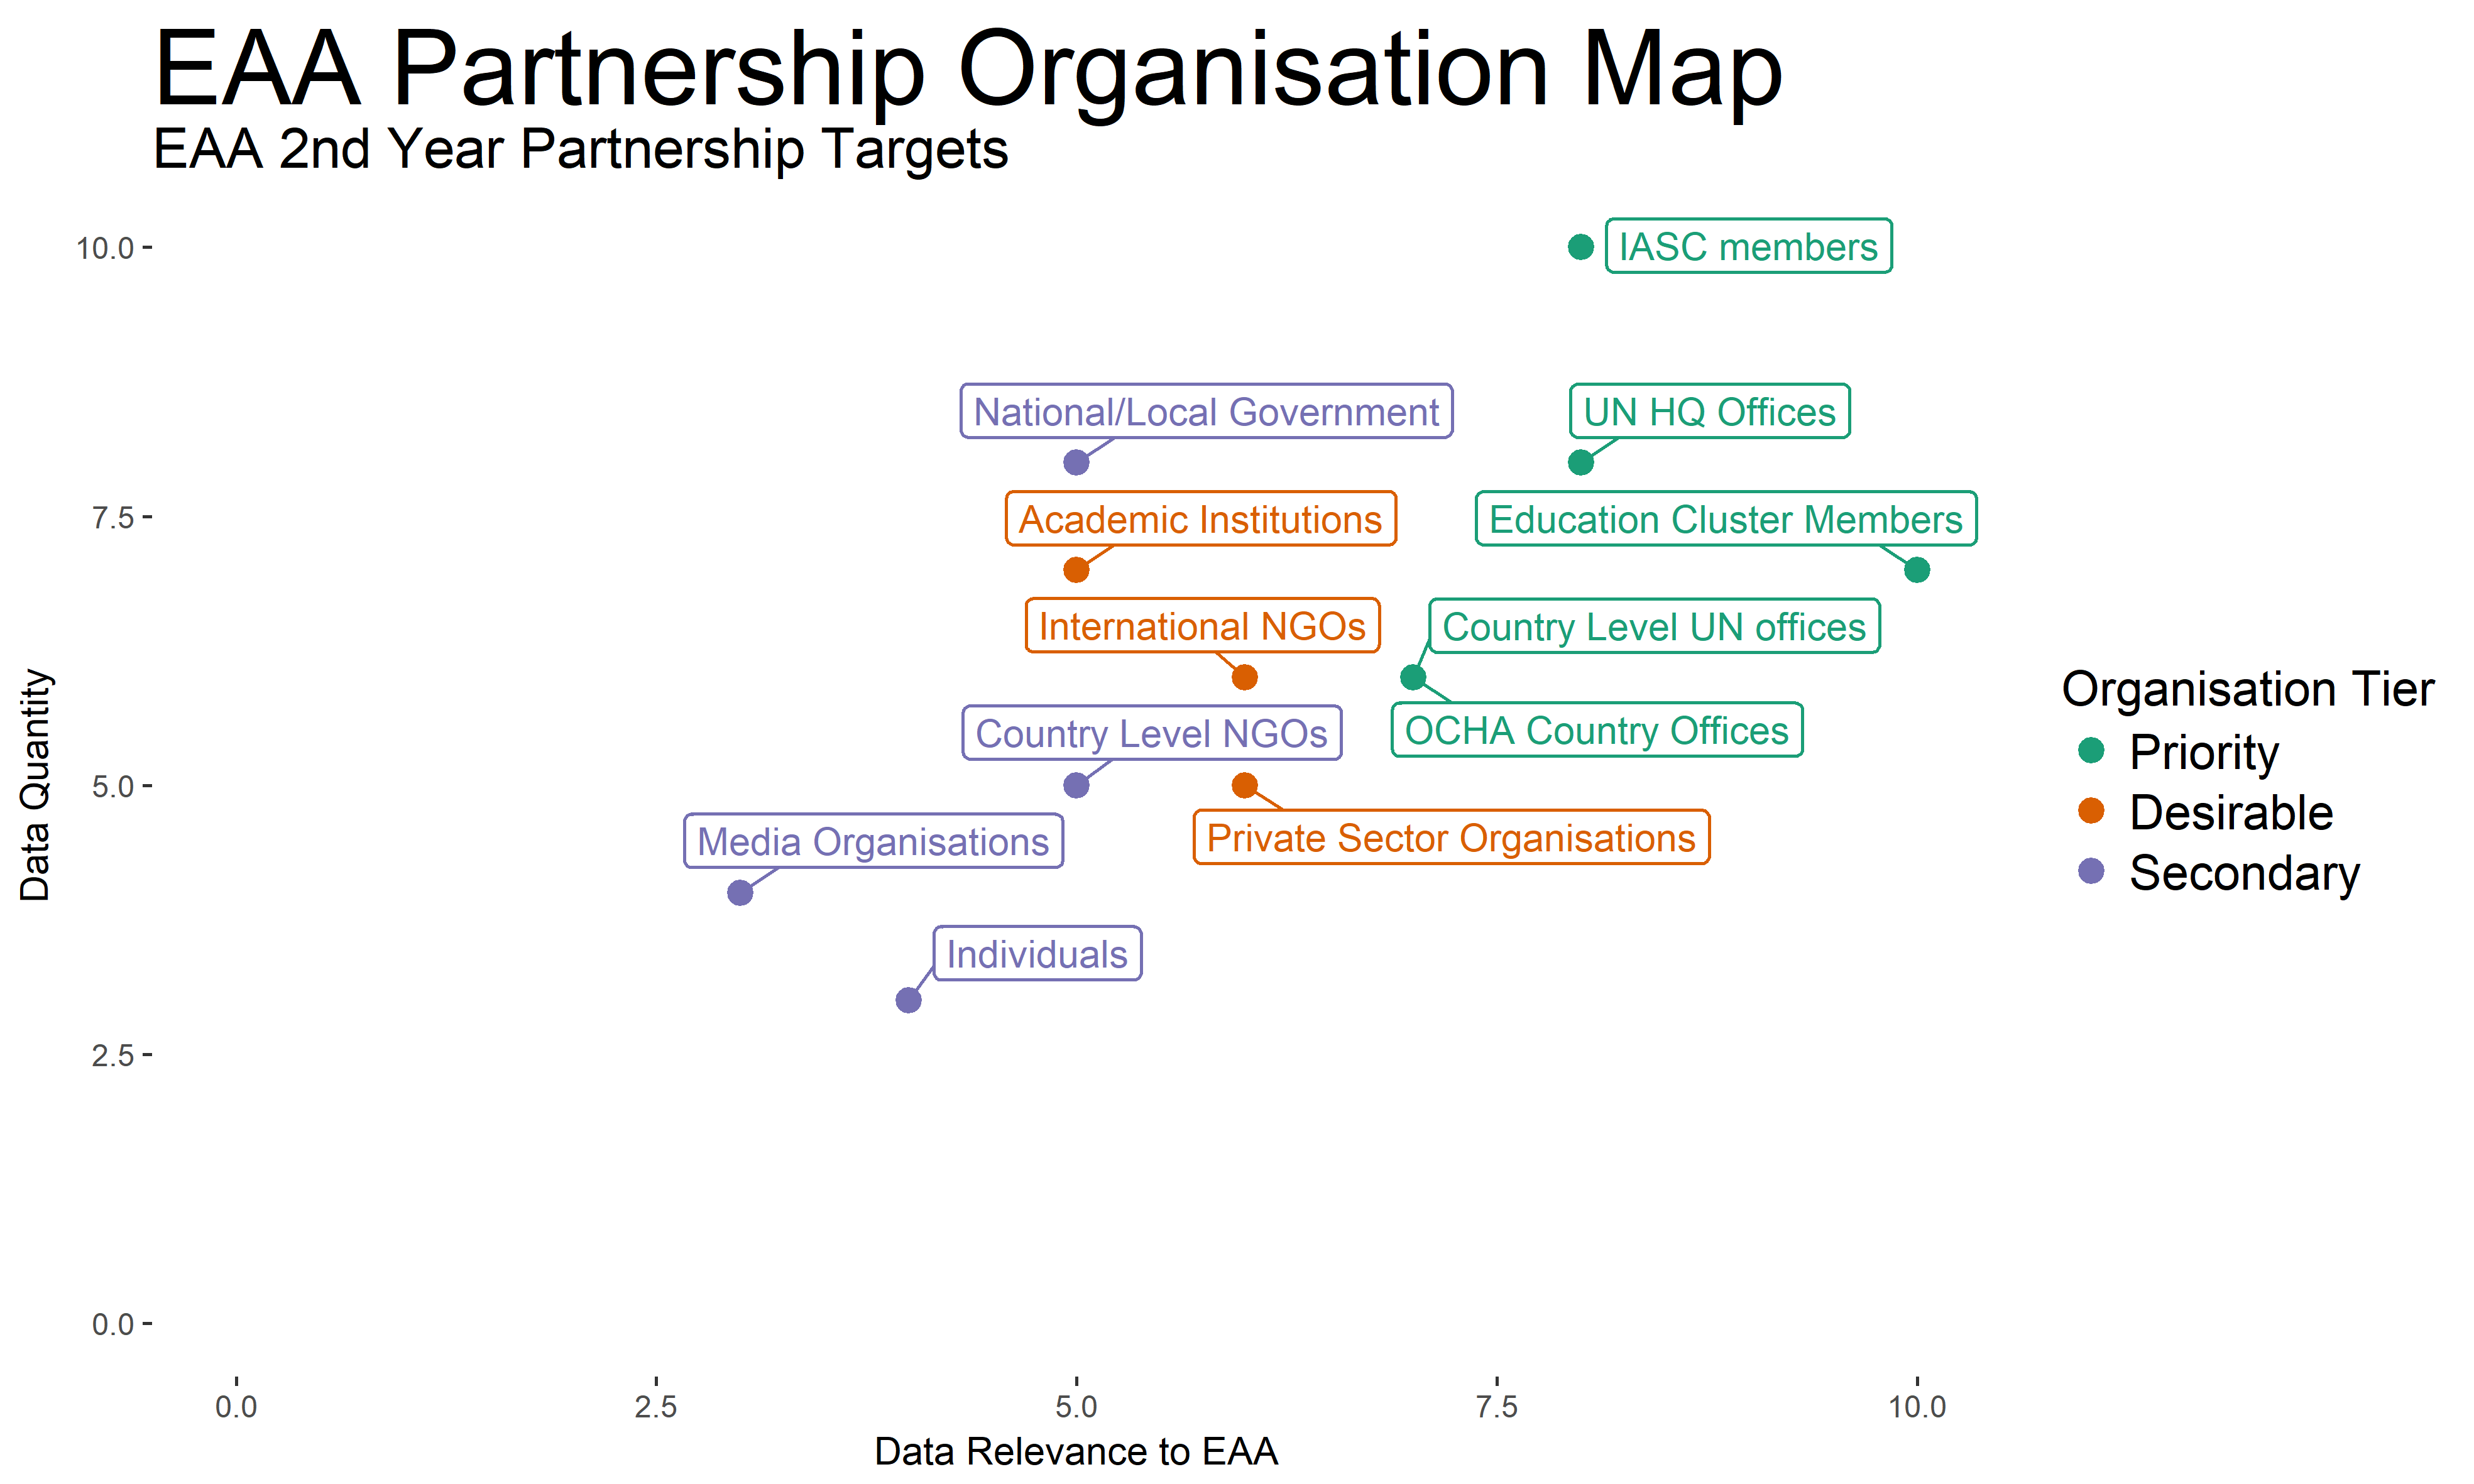 EAA Partnership Organisation Map
EAA 2nd Year Partnership Targets
10.0
IASC members
National/Local Government
UN HQ Offices
7.5
Academic Institutions
Education Cluster Members
International NGOs
Country Level UN offices
Country Level NGOs
OCHA Country Offices
5.0
Media Organisations
Private Sector Organisations
Individuals
2.5
0.0
Data Quantity
0.0
2.5
5.0
7.5
10.0
Data Relevance to EAA
Organisation Tier
Priority
Desirable
Secondary